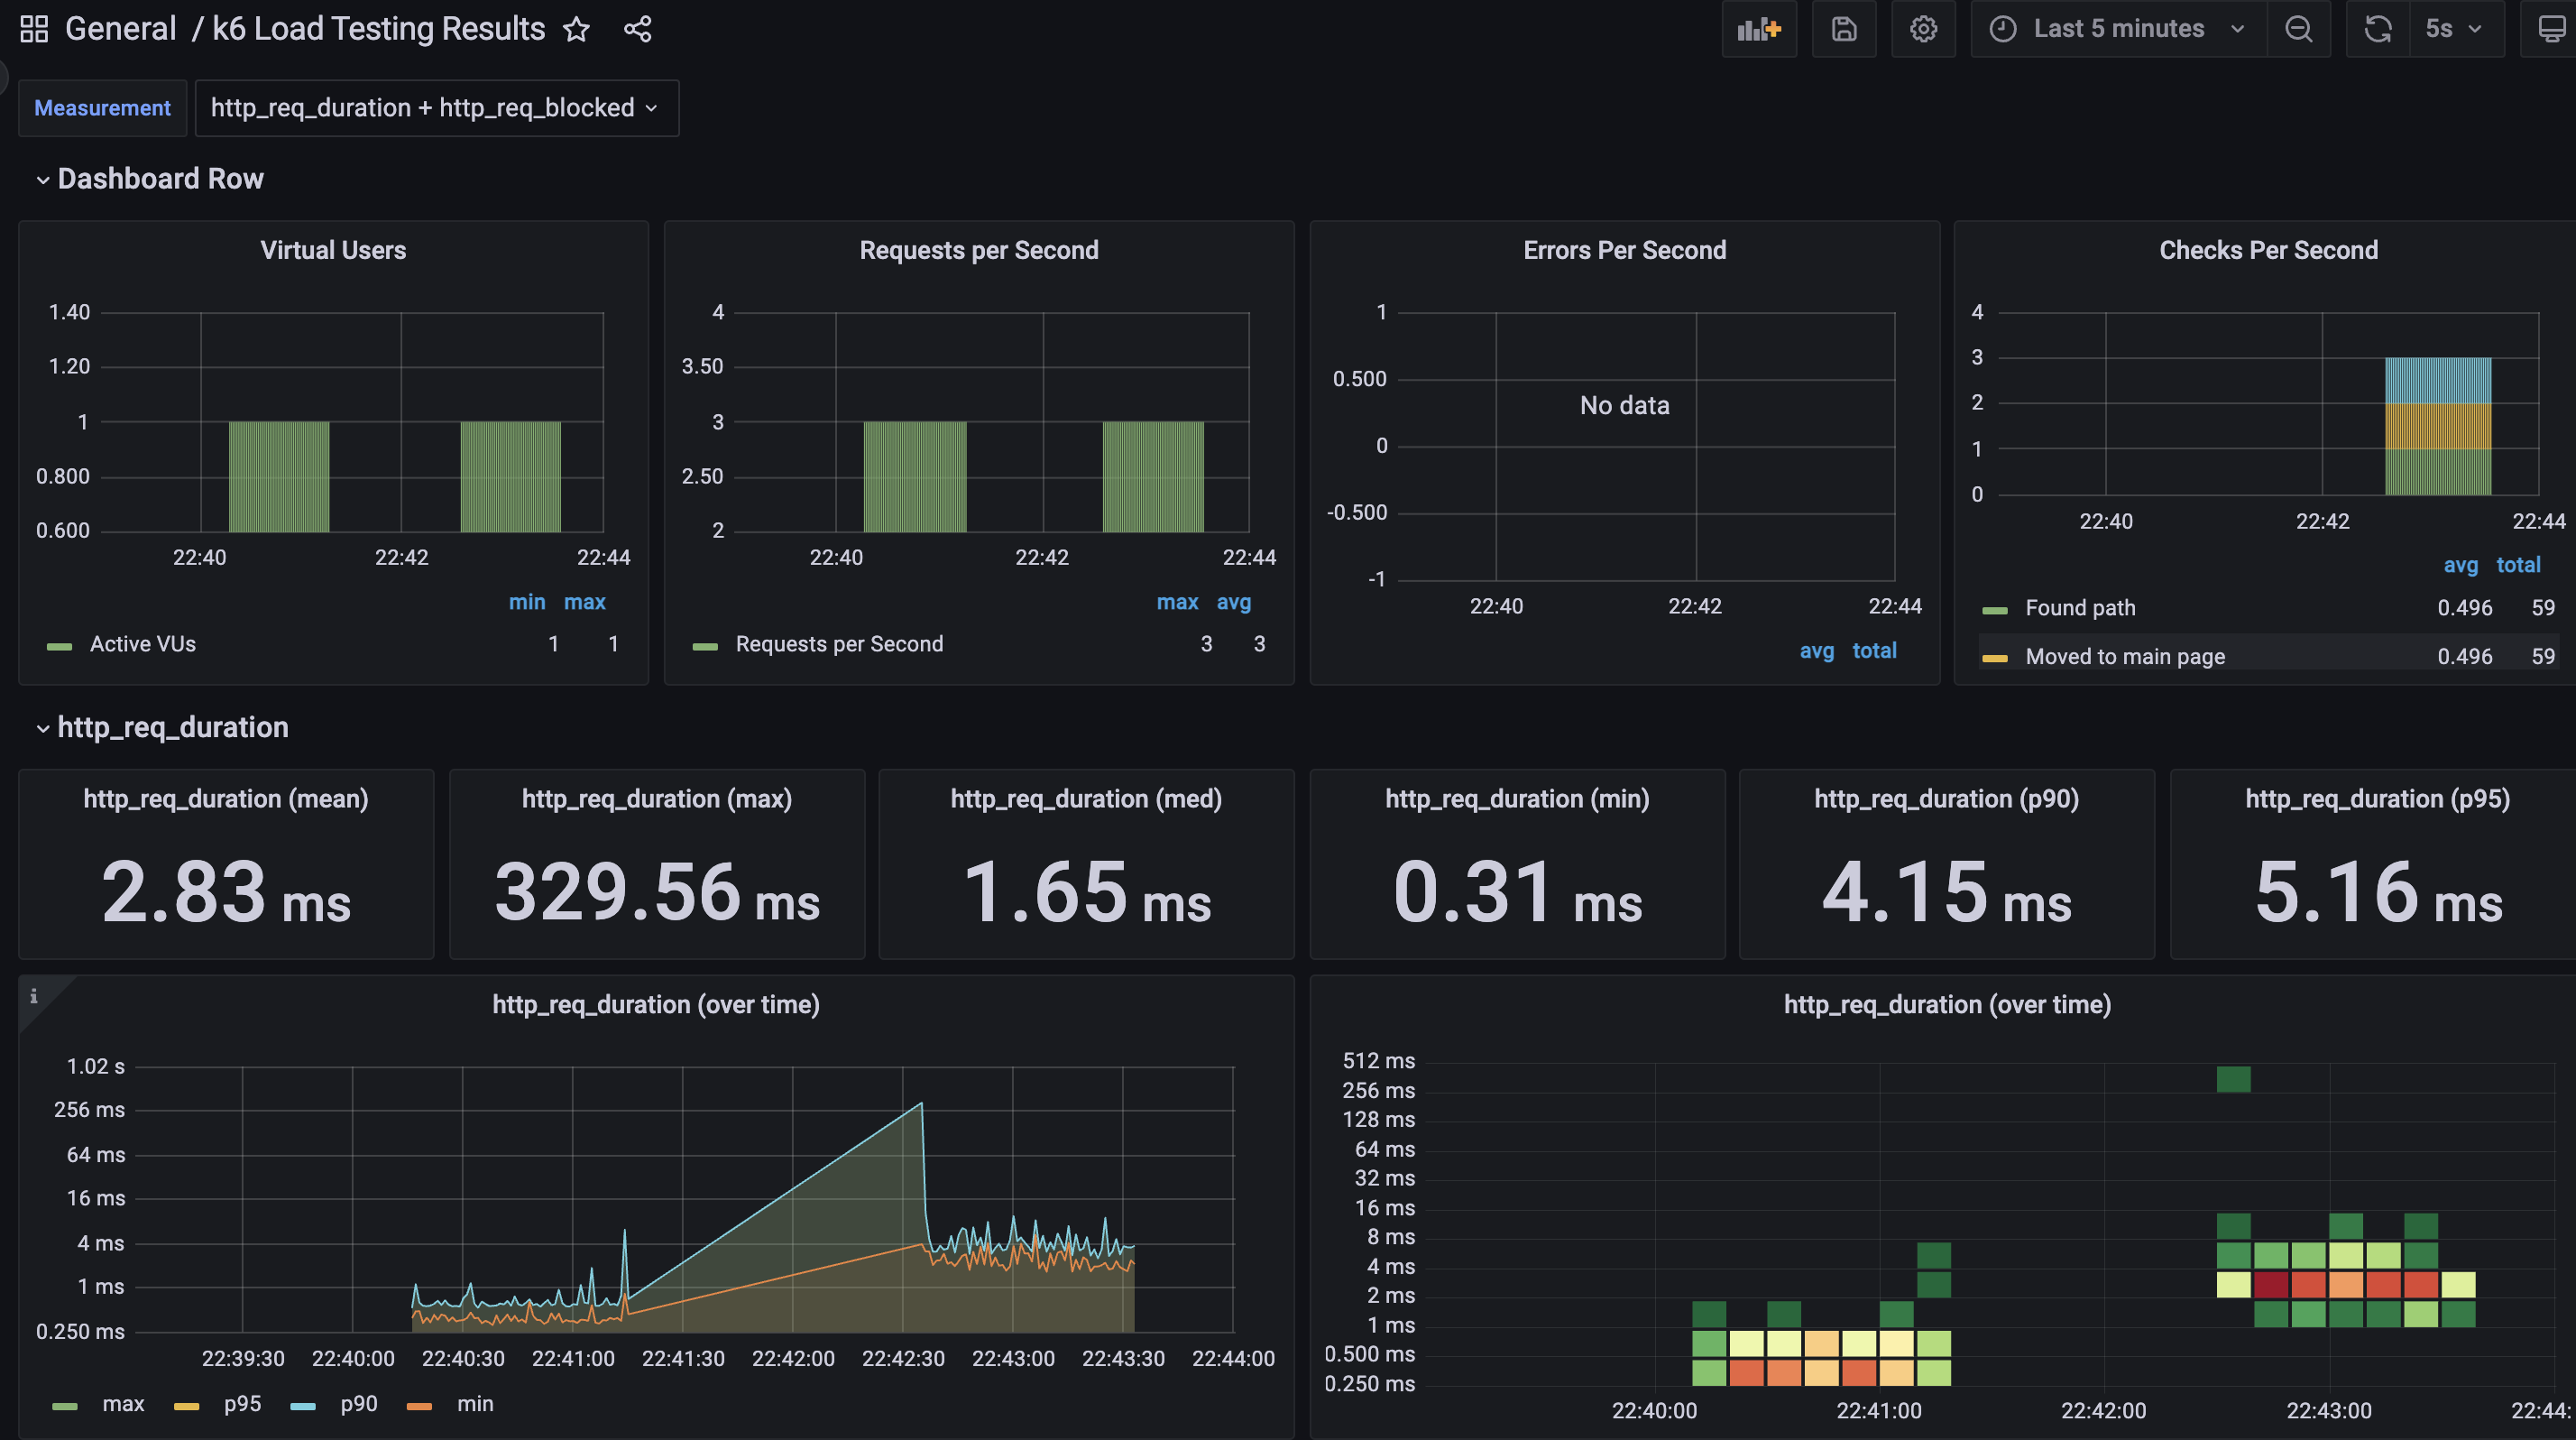 General / k6 Load Testing Results
Last 5 minutes
5s
Measurement
http_req_duration + http_req_blocked
Dashboard Row
Virtual Users
1.40
1.20
1
0.800
0.600
22:40 22:42 22:44
min max
Active VUs 1 1
Requests per Second
4
3.50
3
2.50
2
22:40 22:42 22:44
max avg
Requests per Second 3 3
Errors Per Second
1
0.500
0
-0.500
-1
No data
22:40 22:42 22:44
avg total
Checks Per Second
4
3
2
1
0
22:40 22:42 22:44
avg total
Found path 0.496 59
Moved to main page 0.496 59
http_req_duration
http_req_duration (mean)
2.83 ms
http_req_duration (max)
329.56 ms
http_req_duration (med)
1.65 ms
http_req_duration (min)
0.31 ms
http_req_duration (p90)
4.15 ms
http_req_duration (p95)
5.16 ms
i
http_req_duration (over time)
1.02 s
256 ms
64 ms
16 ms
4 ms
1 ms
0.250 ms
22:39:30 22:40:00 22:40:30 22:41:00 22:41:30 22:42:00 22:42:30 22:43:00 22:43:30 22:44:00
max p95 p90 min
http_req_duration (over time)
512 ms
256 ms
128 ms
64 ms
32 ms
16 ms
8 ms
4 ms
2 ms
1 ms
0.500 ms
0.250 ms
22:40:00 22:41:00 22:42:00 22:43:00 22:44: